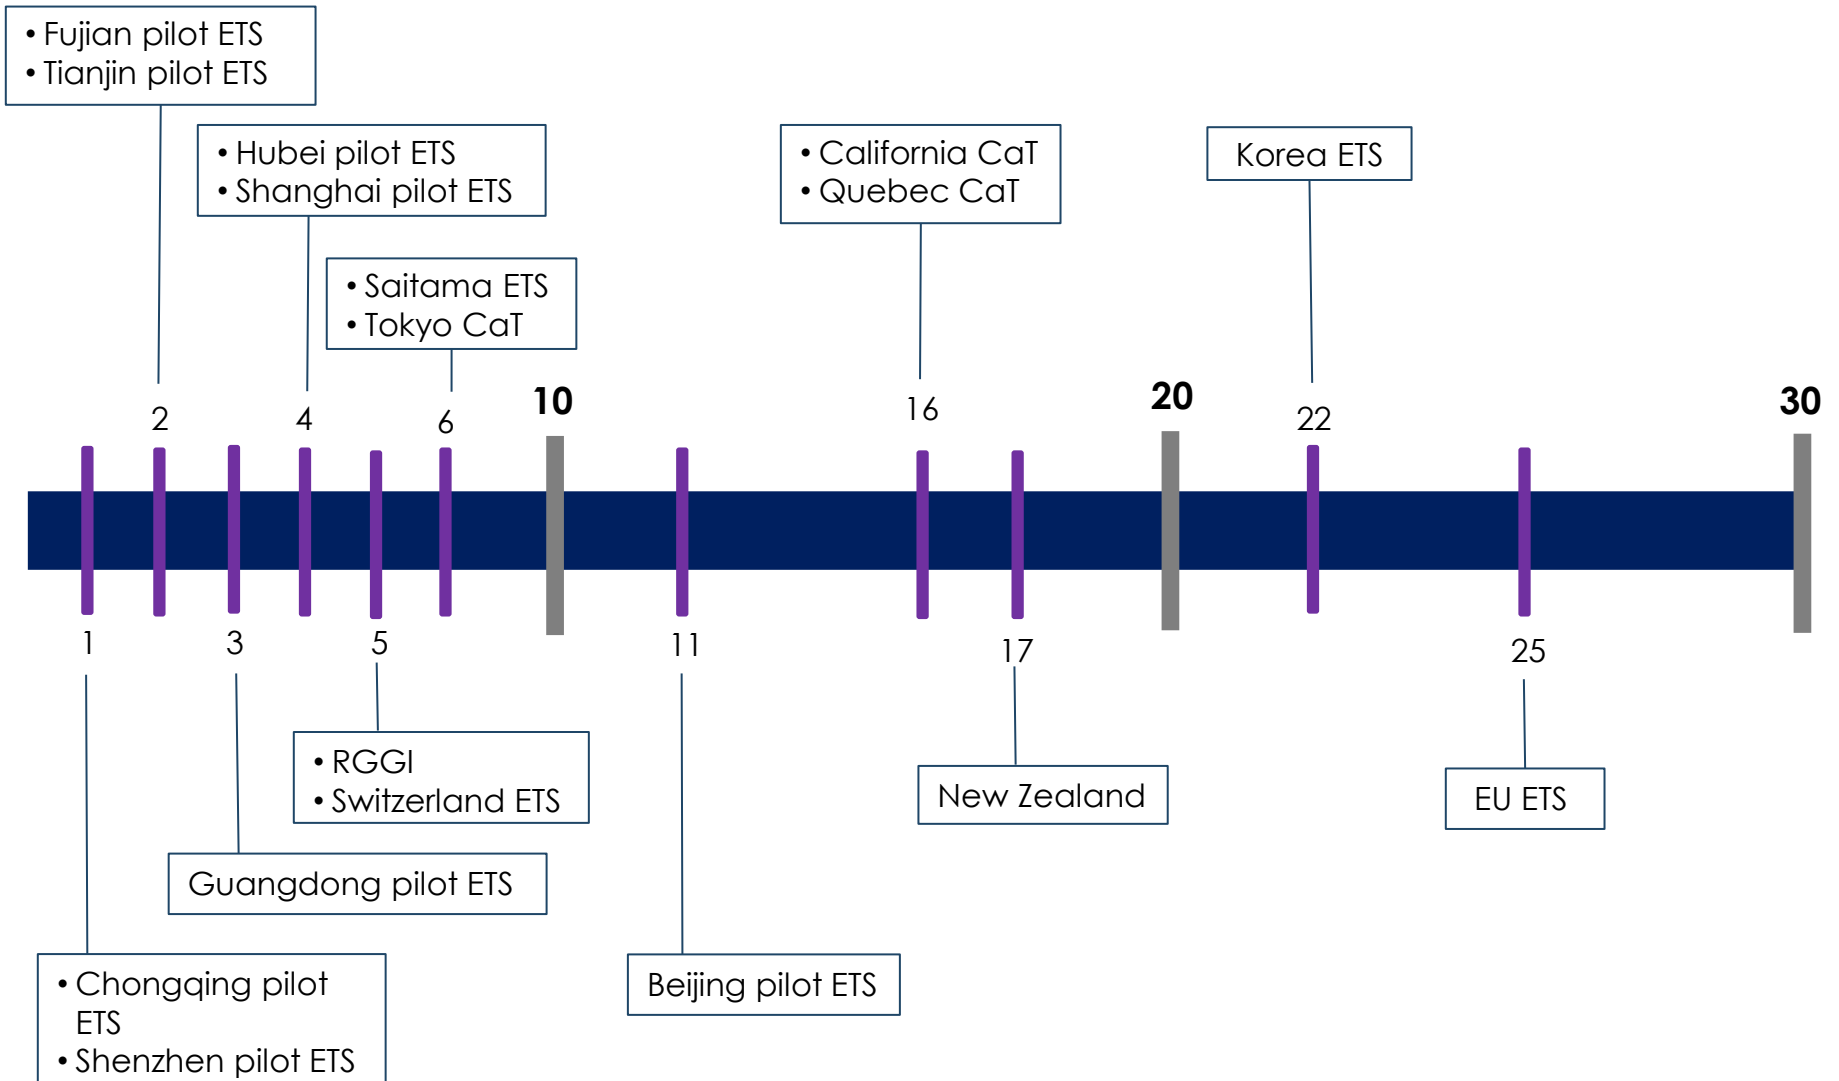 • Fujian pilot ETS
• Tianjin pilot ETS
• Hubei pilot ETS
• Shanghai pilot ETS
• California CaT
• Quebec CaT
Korea ETS
• Saitama ETS
• Tokyo CaT
2
4
6
10
16
20
22
30
1
3
5
11
17
25
• RGGI
• Switzerland ETS
New Zealand
EU ETS
Guangdong pilot ETS
• Chongqing pilot
ETS
• Shenzhen pilot ETS
Beijing pilot ETS